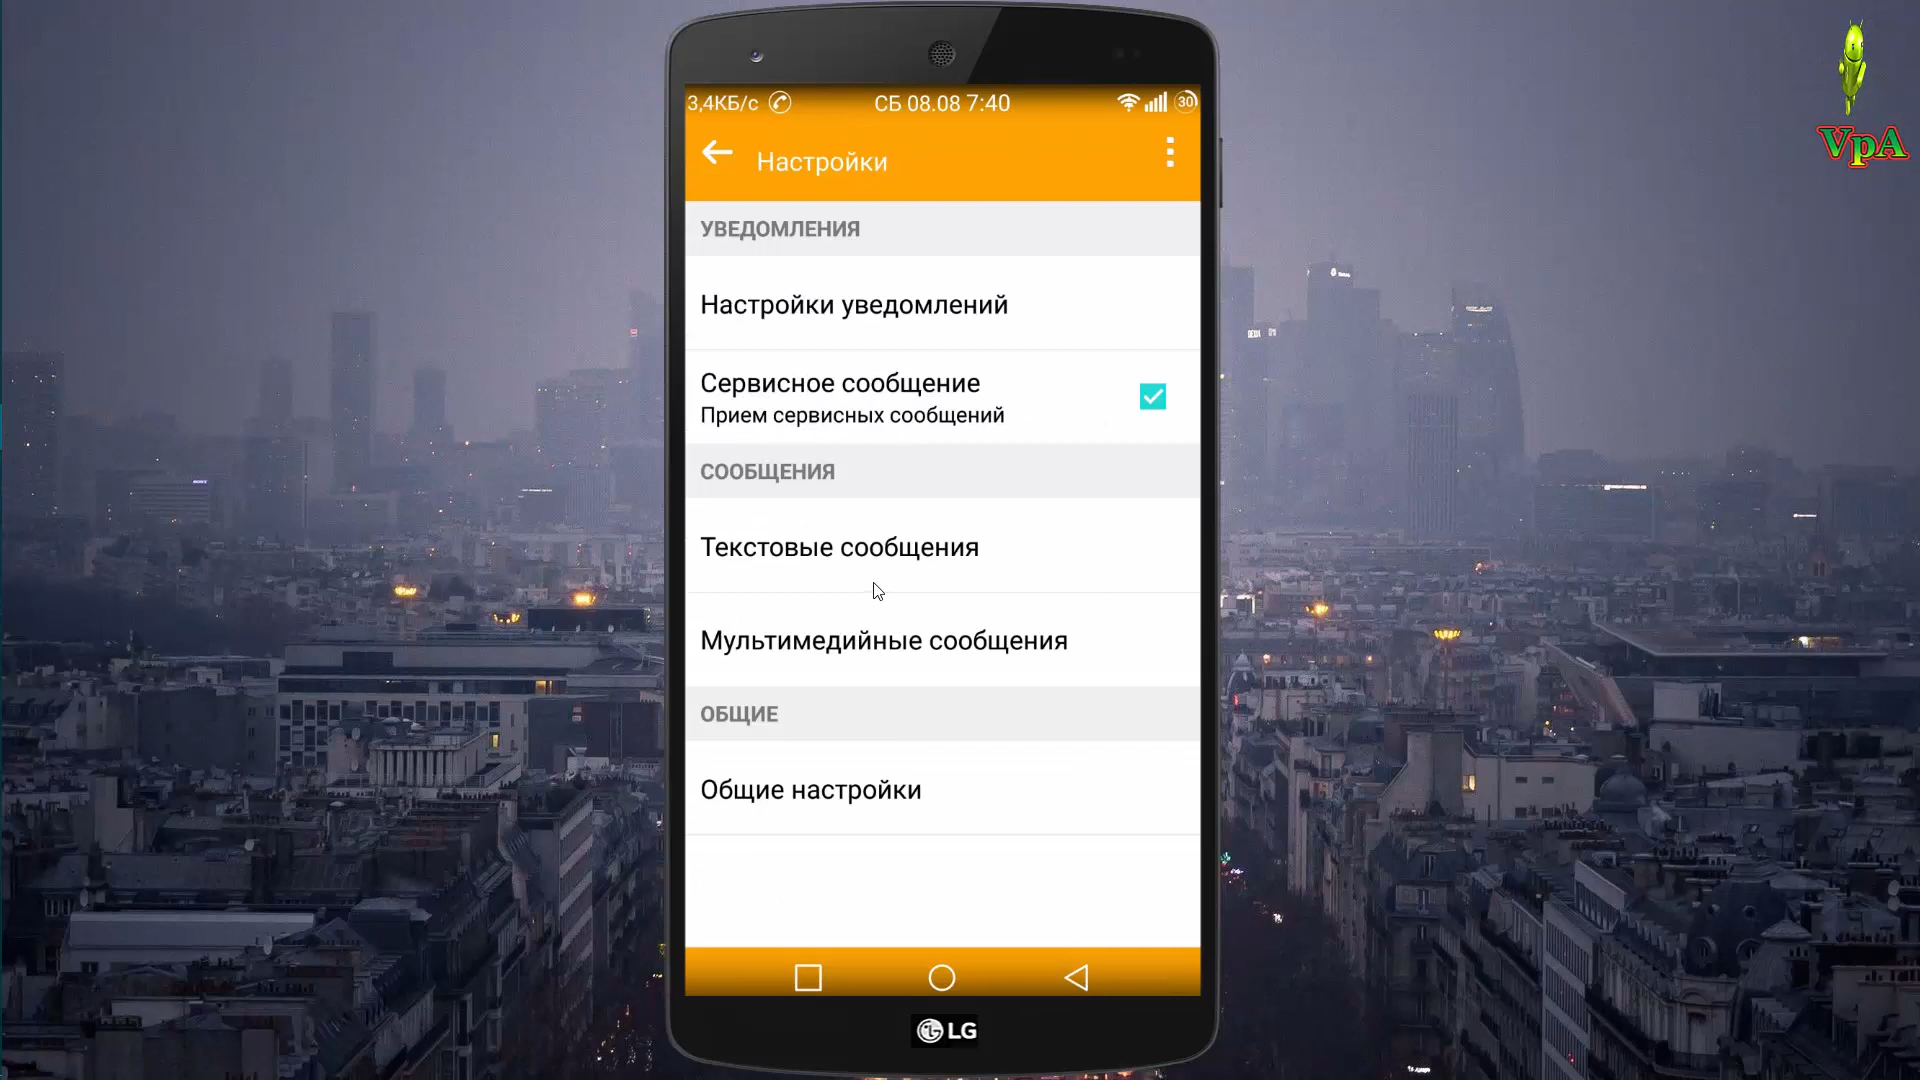 VpA
3,4КБ/с СБ 08.08 7:40 30
Настройки
УВЕДОМЛЕНИЯ
Настройки уведомлений
Сервисное сообщение
Прием сервисных сообщений
СООБЩЕНИЯ
Текстовые сообщения
Мультимедийные сообщения
ОБЩИЕ
Общие настройки
LG